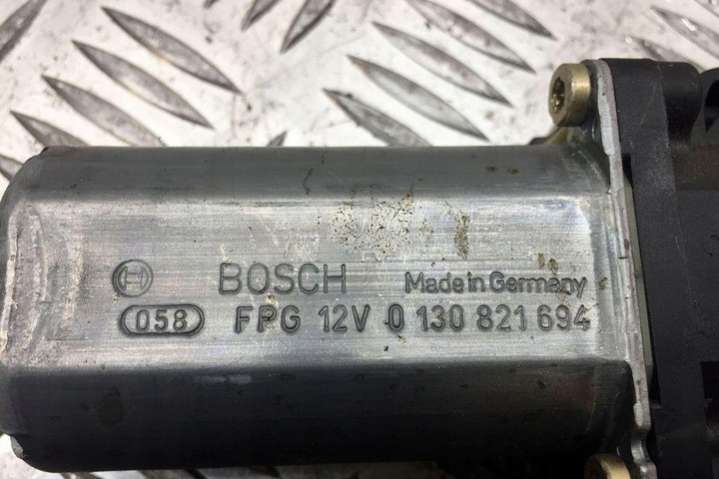 BOSCH Made in Germany
058 FPG 12V 0 130 821 694